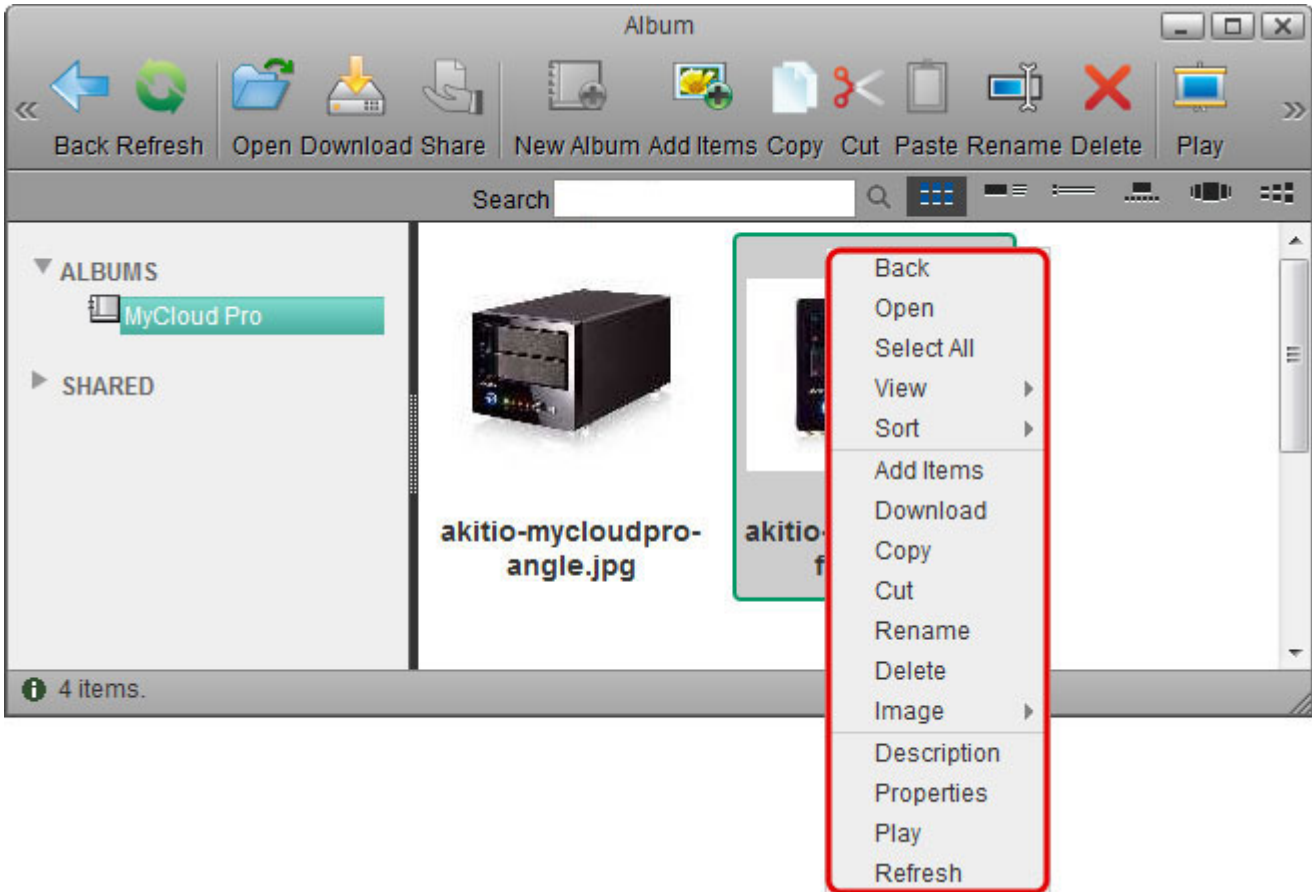 Album
Back Refresh Open Download Share New Album Add Items Copy Cut Paste Rename Delete Play
Search
ALBUMS
MyCloud Pro
SHARED
akitio-mycloudpro-
angle.jpg
akitio-
f
Back
Open
Select All
View
Sort
Add Items
Download
Copy
Cut
Rename
Delete
Image
Description
Properties
Play
Refresh
4 items.